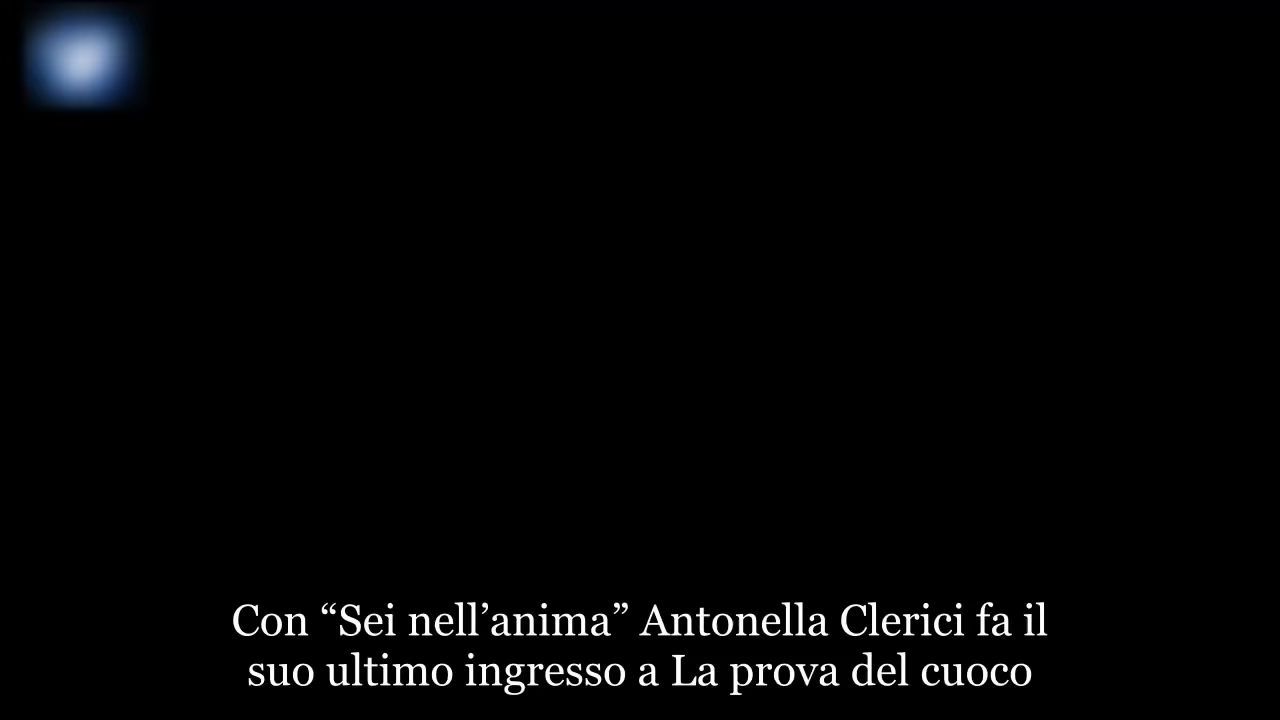 Con “Sei nell’anima” Antonella Clerici fa il
suo ultimo ingresso a La prova del cuoco